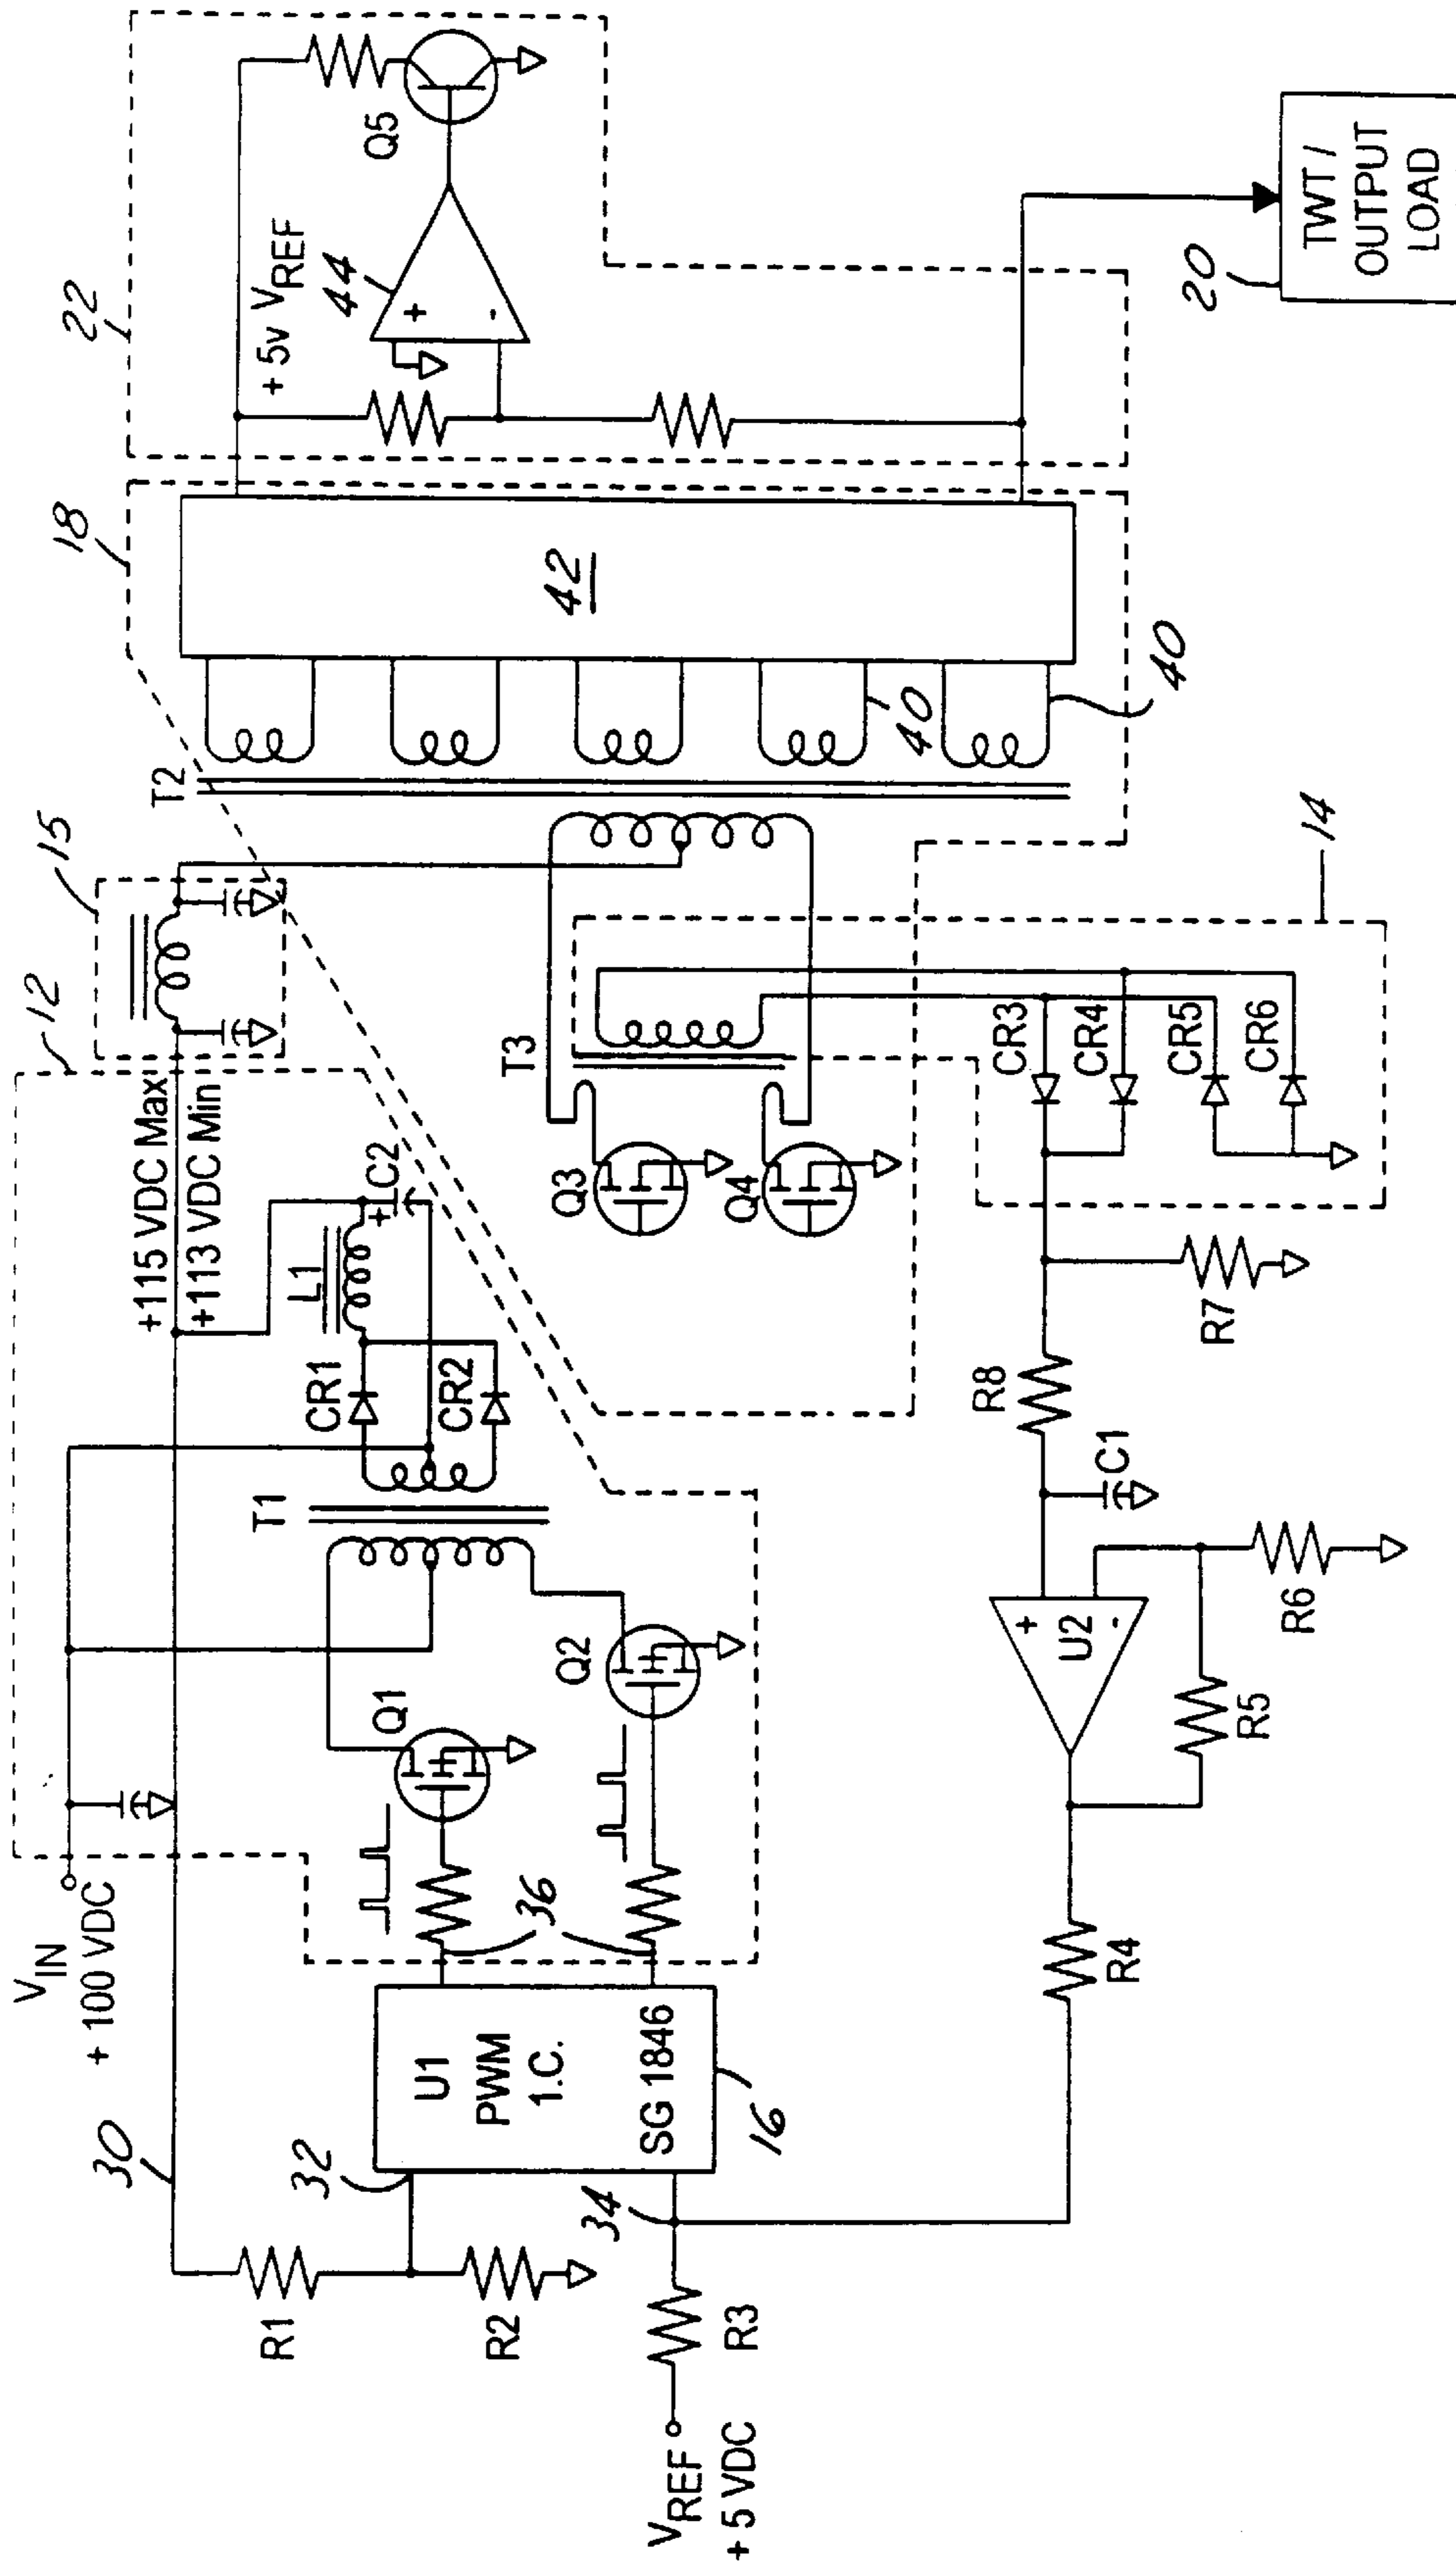 12
15
18
22
VIN
+ 100 VDC
30
+115 VDC Max
+113 VDC Min
T2
+ 5v VREF
44
Q5
T1
L1
C2
+
CR1
CR2
42
40
40
+
-
Q1
Q2
36
R1
32
R2
U1
PWM
1.C.
SG 1846
16
34
VREF
+ 5 VDC
R3
R4
T3
Q3
Q4
14
CR3
CR4
CR5
CR6
R8
R7
C1
+
U2
-
R5
R6
20
TWT /
OUTPUT
LOAD